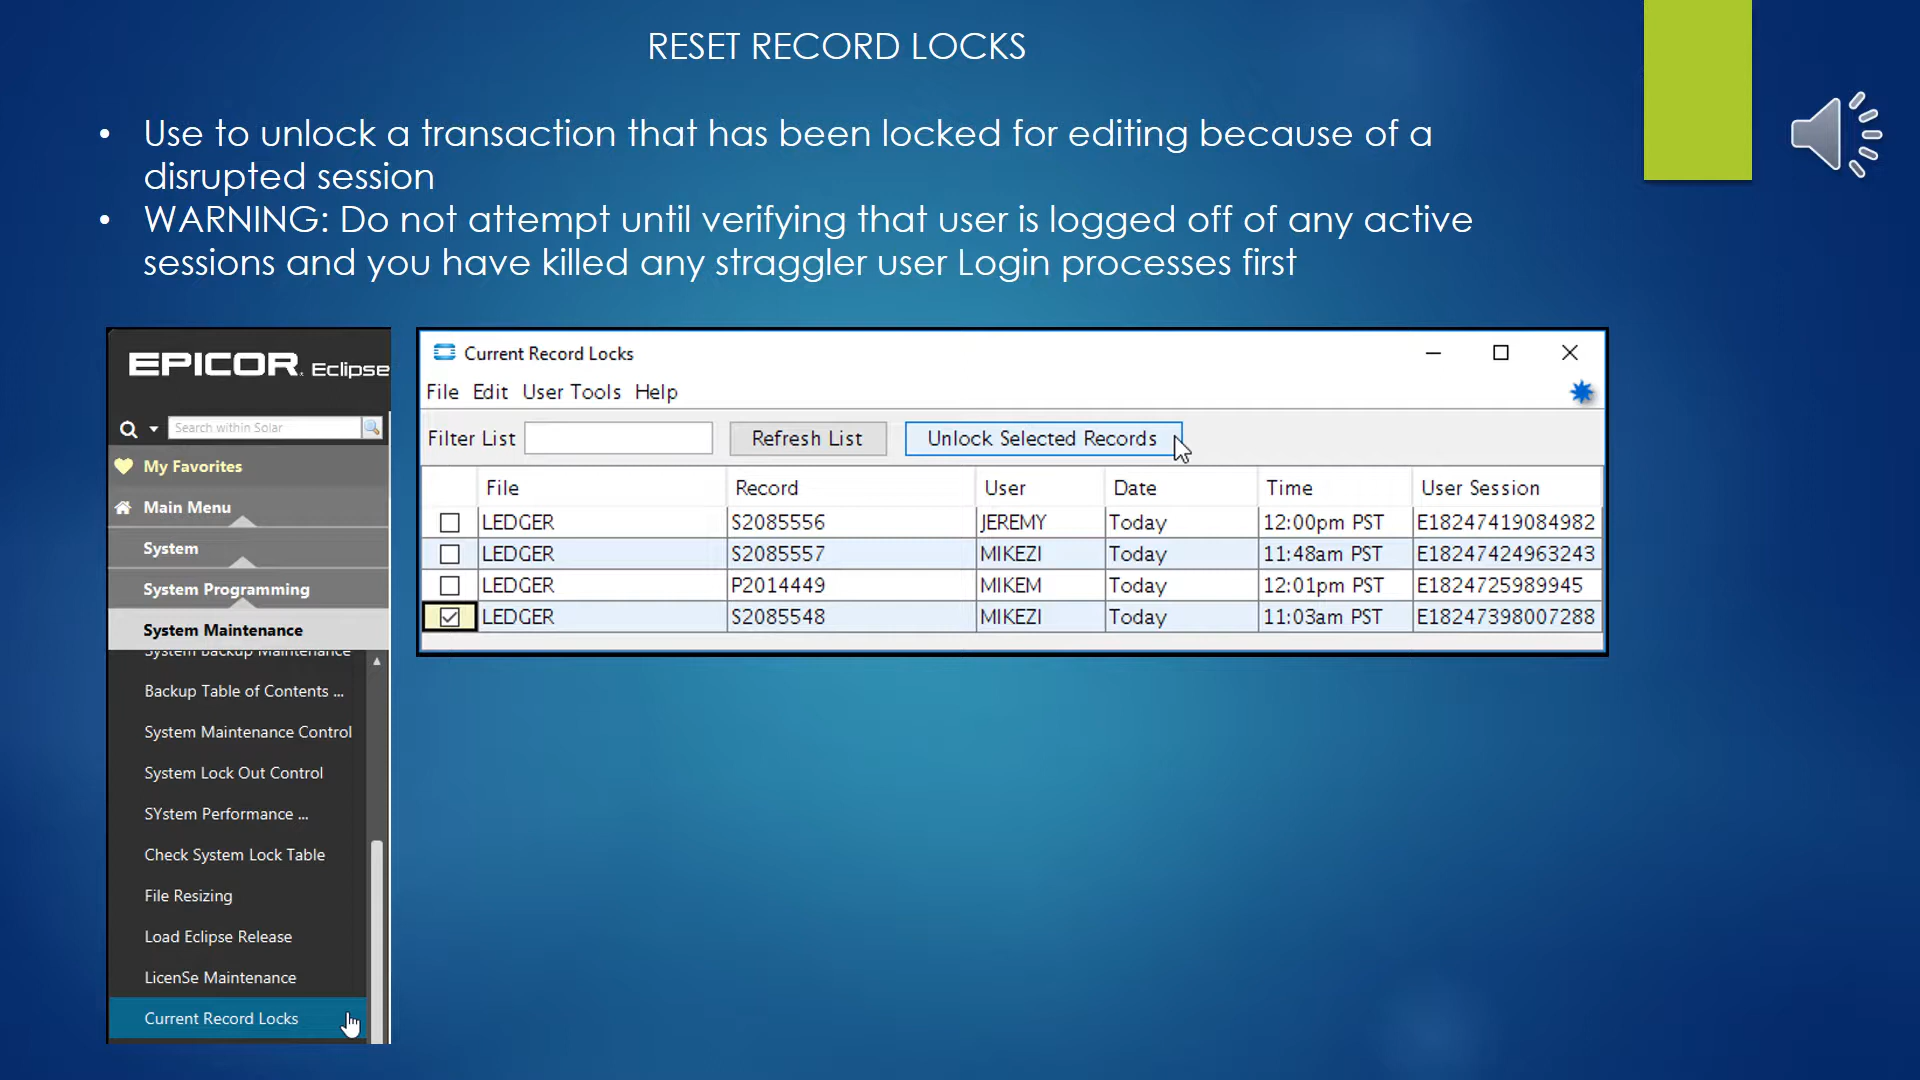 RESET RECORD LOCKS
• Use to unlock a transaction that has been locked for editing because of a
disrupted session
• WARNING: Do not attempt until verifying that user is logged off of any active
sessions and you have killed any straggler user Login processes first
EPICOR Eclipse
Search within Solar
My Favorites
Main Menu
System
System Programming
System Maintenance
System Backup Maintenance
Backup Table of Contents ...
System Maintenance Control
System Lock Out Control
SYstem Performance ...
Check System Lock Table
File Resizing
Load Eclipse Release
LicenSe Maintenance
Current Record Locks
Current Record Locks
File Edit User Tools Help
Filter List Refresh List Unlock Selected Records
File Record User Date Time User Session
LEDGER S2085556 JEREMY Today 12:00pm PST E18247419084982
LEDGER S2085557 MIKEZI Today 11:48am PST E18247424963243
LEDGER P2014449 MIKEM Today 12:01pm PST E1824725989945
LEDGER S2085548 MIKEZI Today 11:03am PST E18247398007288